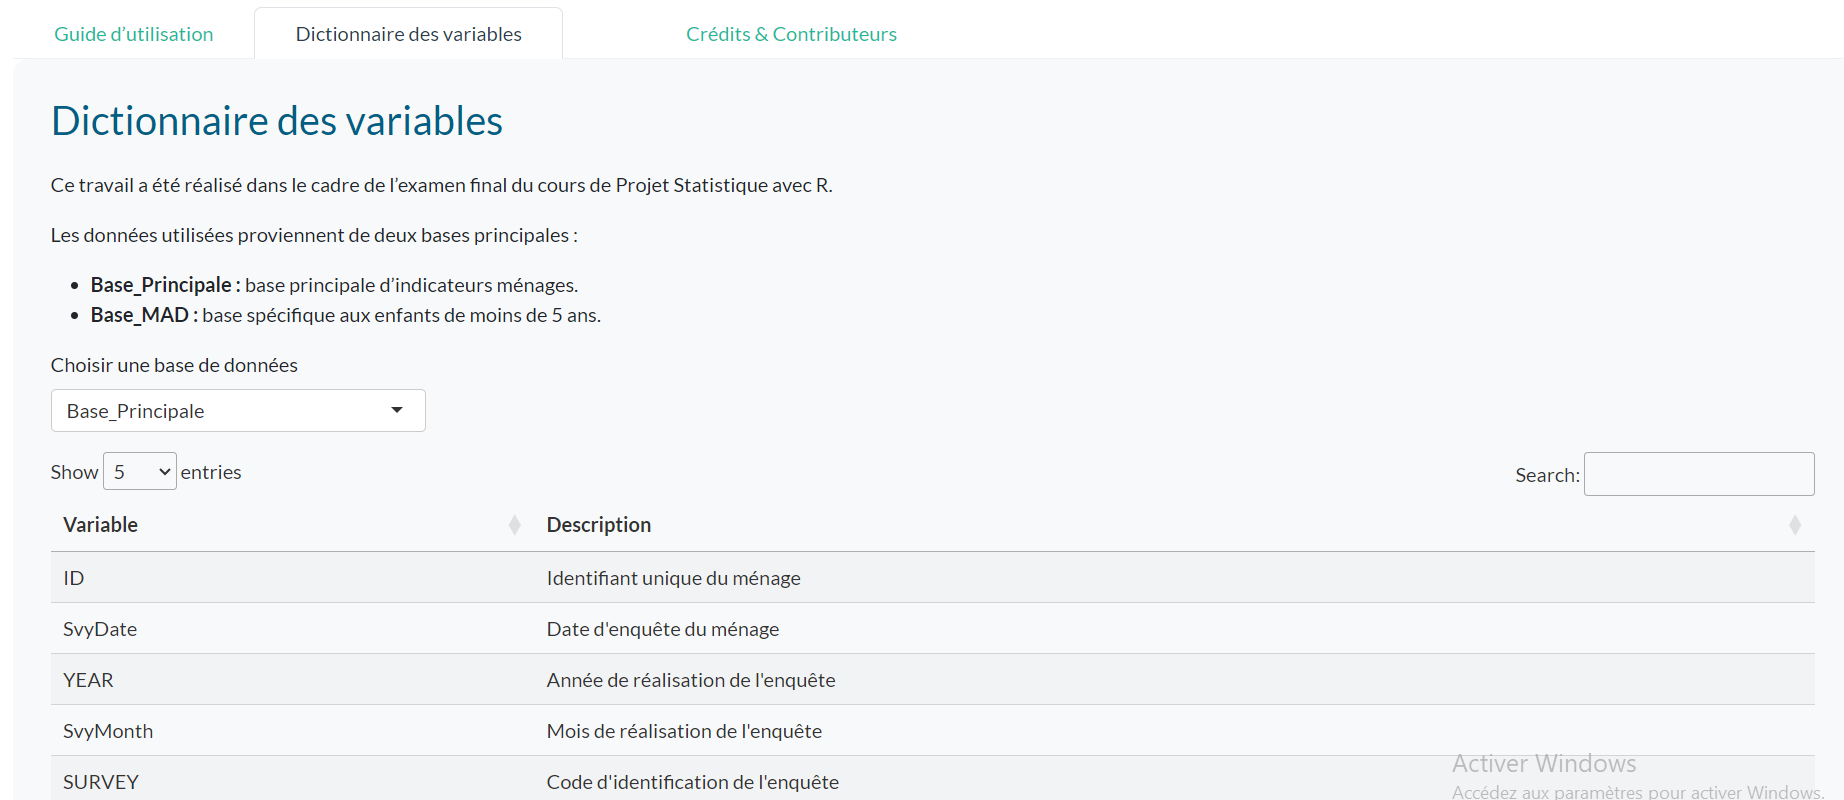 Guide d’utilisation
Dictionnaire des variables
Crédits & Contributeurs
Dictionnaire des variables
Ce travail a été réalisé dans le cadre de l’examen final du cours de Projet Statistique avec R.
Les données utilisées proviennent de deux bases principales :
Base_Principale : base principale d’indicateurs ménages.
Base_MAD : base spécifique aux enfants de moins de 5 ans.
Choisir une base de données
Base_Principale
Show 5 entries
Search:
Variable Description
ID Identifiant unique du ménage
SvyDate Date d'enquête du ménage
YEAR Année de réalisation de l'enquête
SvyMonth Mois de réalisation de l'enquête
SURVEY Code d'identification de l'enquête
Activer Windows
Accédez aux paramètres pour activer Windows.